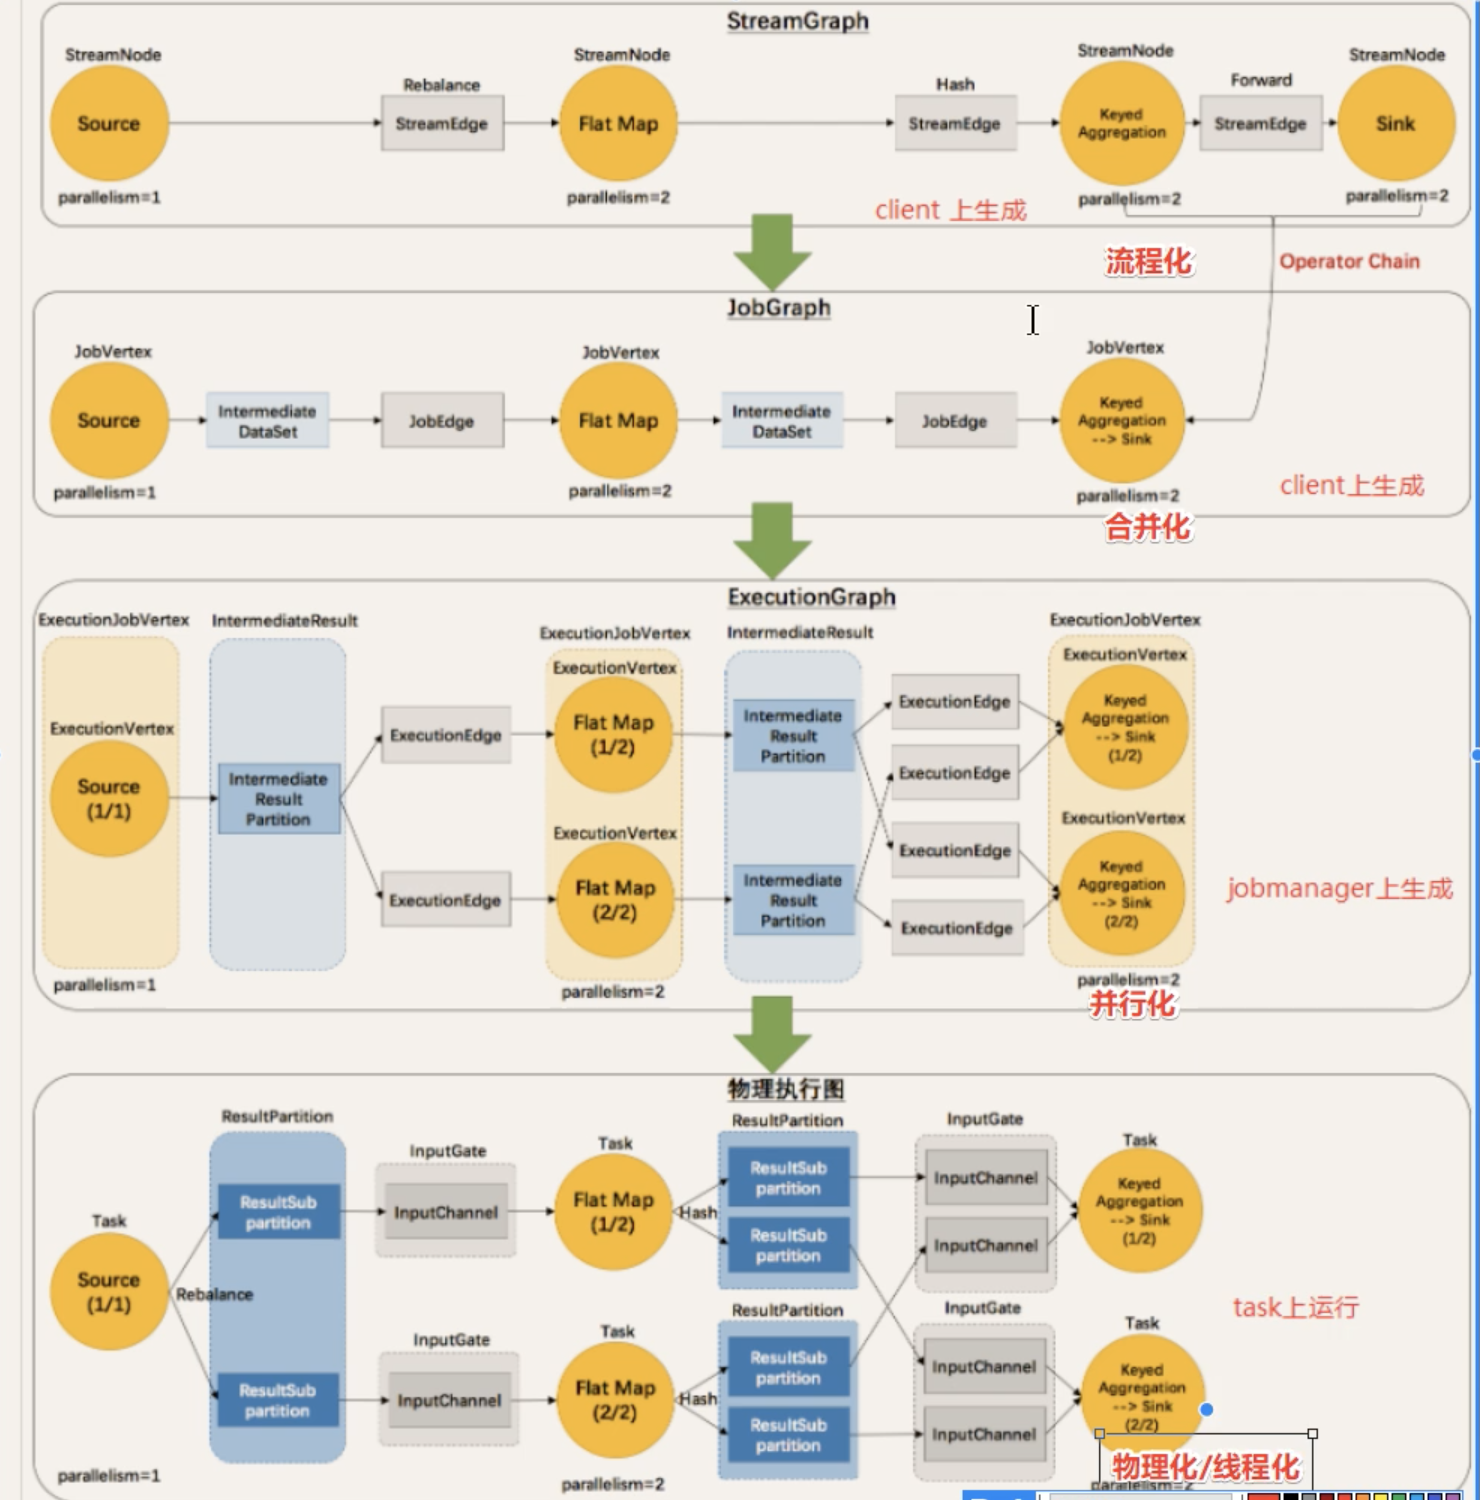 StreamGraph
StreamNode
StreamNode
StreamNode
StreamNode
Rebalance
Hash
Forward
Source
StreamEdge
Flat Map
StreamEdge
Keyed
Aggregation
StreamEdge
Sink
parallelism=1
parallelism=2
parallelism=2
parallelism=2
client 上生成
流程化
Operator Chain
JobGraph
JobVertex
JobVertex
JobVertex
Source
Intermediate
DataSet
JobEdge
Flat Map
Intermediate
DataSet
JobEdge
Keyed
Aggregation
--> Sink
parallelism=1
parallelism=2
parallelism=2
client上生成
合并化
ExecutionGraph
ExecutionJobVertex
IntermediateResult
ExecutionJobVertex
IntermediateResult
ExecutionJobVertex
ExecutionVertex
Source
(1/1)
Intermediate
Result
Partition
ExecutionEdge
ExecutionEdge
ExecutionVertex
Flat Map
(1/2)
ExecutionVertex
Flat Map
(2/2)
Intermediate
Result
Partition
Intermediate
Result
Partition
ExecutionEdge
ExecutionEdge
ExecutionEdge
ExecutionEdge
ExecutionVertex
Keyed
Aggregation
--> Sink
(1/2)
ExecutionVertex
Keyed
Aggregation
--> Sink
(2/2)
jobmanager上生成
parallelism=1
parallelism=2
parallelism=2
并行化
物理执行图
ResultPartition
ResultPartition
InputGate
InputGate
Task
Task
Task
Source
(1/1)
Rebalance
ResultSub
partition
ResultSub
partition
InputChannel
Flat Map
(1/2)
Hash
ResultSub
partition
ResultSub
partition
InputChannel
InputChannel
Keyed
Aggregation
--> Sink
(1/2)
task上运行
InputGate
InputChannel
Task
Flat Map
(2/2)
Hash
ResultPartition
ResultSub
partition
ResultSub
partition
InputGate
InputChannel
InputChannel
Task
Keyed
Aggregation
--> Sink
(2/2)
物理化/线程化
parallelism=1
parallelism=2
parallelism=2